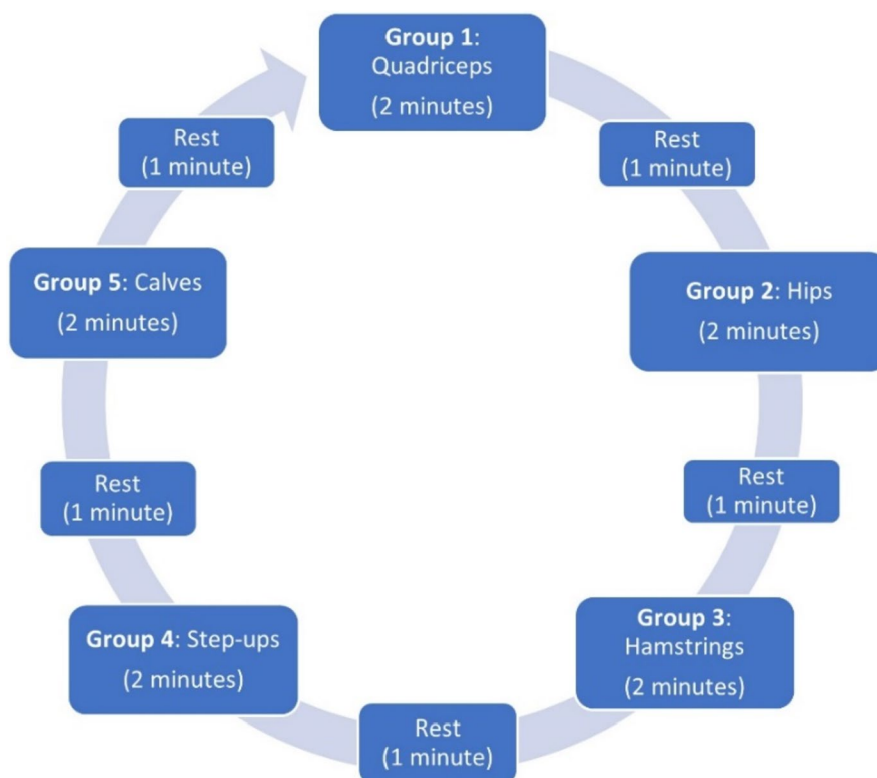 Group 1:
Quadriceps
(2 minutes)
Rest
(1 minute)
Group 2: Hips
(2 minutes)
Rest
(1 minute)
Group 3:
Hamstrings
(2 minutes)
Rest
(1 minute)
Group 4: Step-ups
(2 minutes)
Rest
(1 minute)
Group 5: Calves
(2 minutes)
Rest
(1 minute)